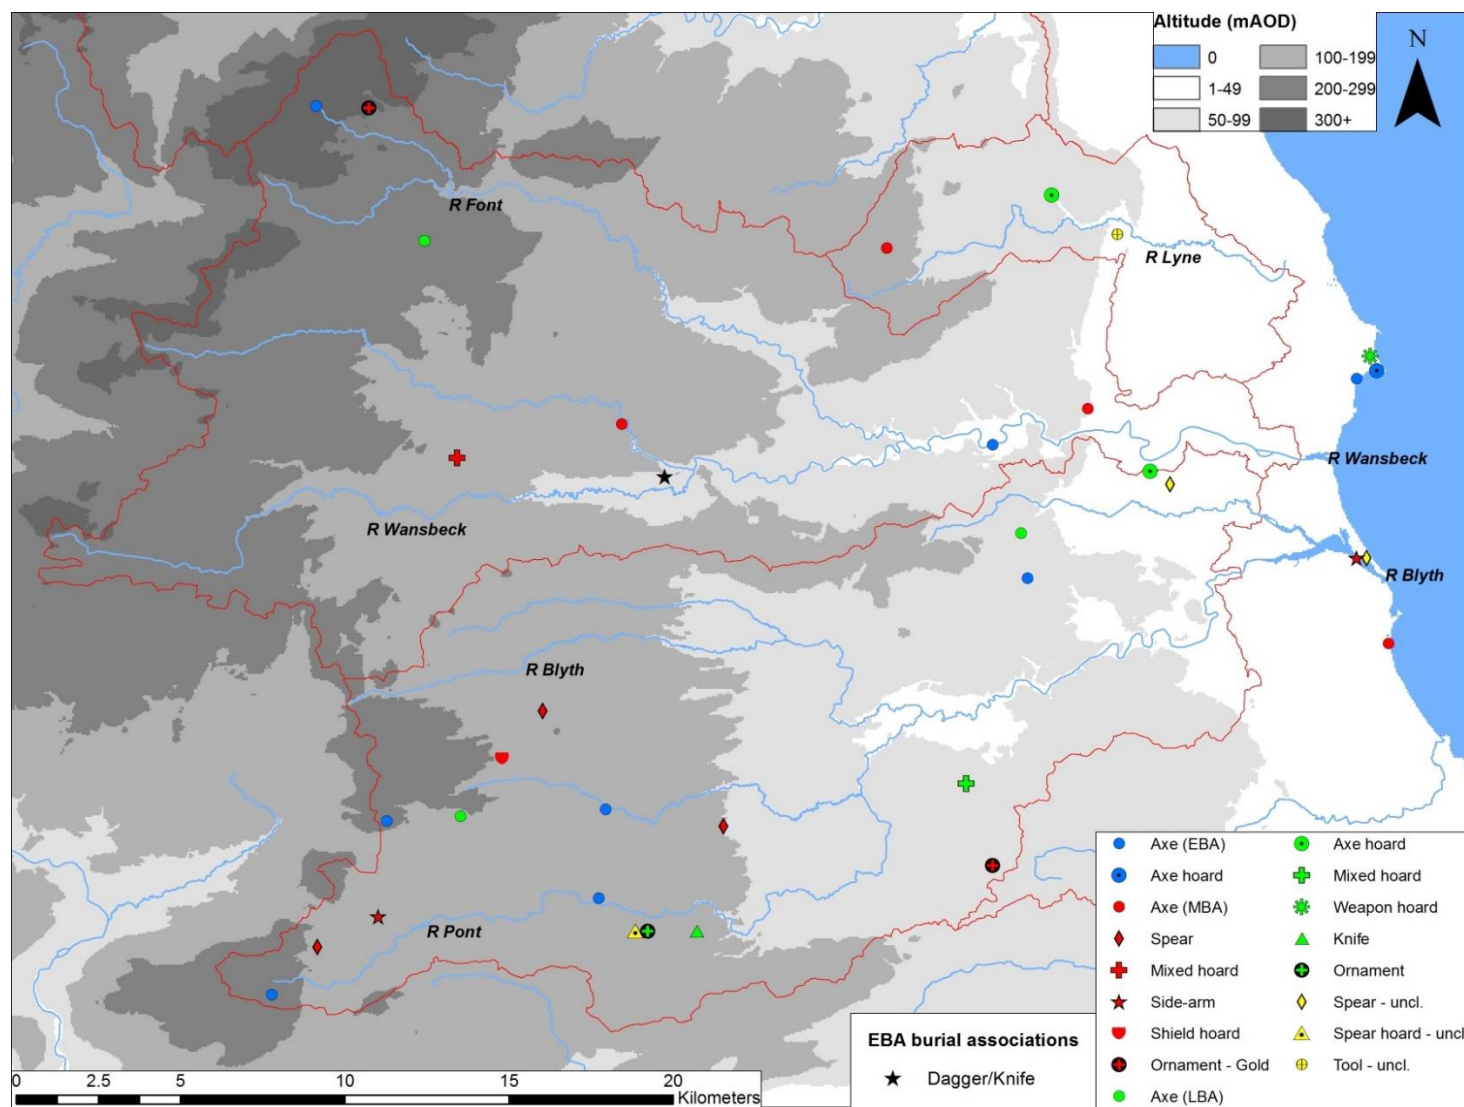 Altitude (mAOD)
0
100-199
1-49
200-299
50-99
300+
N
R Font
R Lyne
R Wansbeck
R Wansbeck
R Blyth
R Blyth
R Pont
Axe (EBA)
Axe hoard
Axe (MBA)
Spear
Mixed hoard
Side-arm
Shield hoard
Ornament - Gold
Axe (LBA)
Axe hoard
Mixed hoard
Weapon hoard
Knife
Ornament
Spear - uncl.
Spear hoard - uncl
Tool - uncl.
EBA burial associations
Dagger/Knife
0 2.5 5 10 15 20
Kilometers